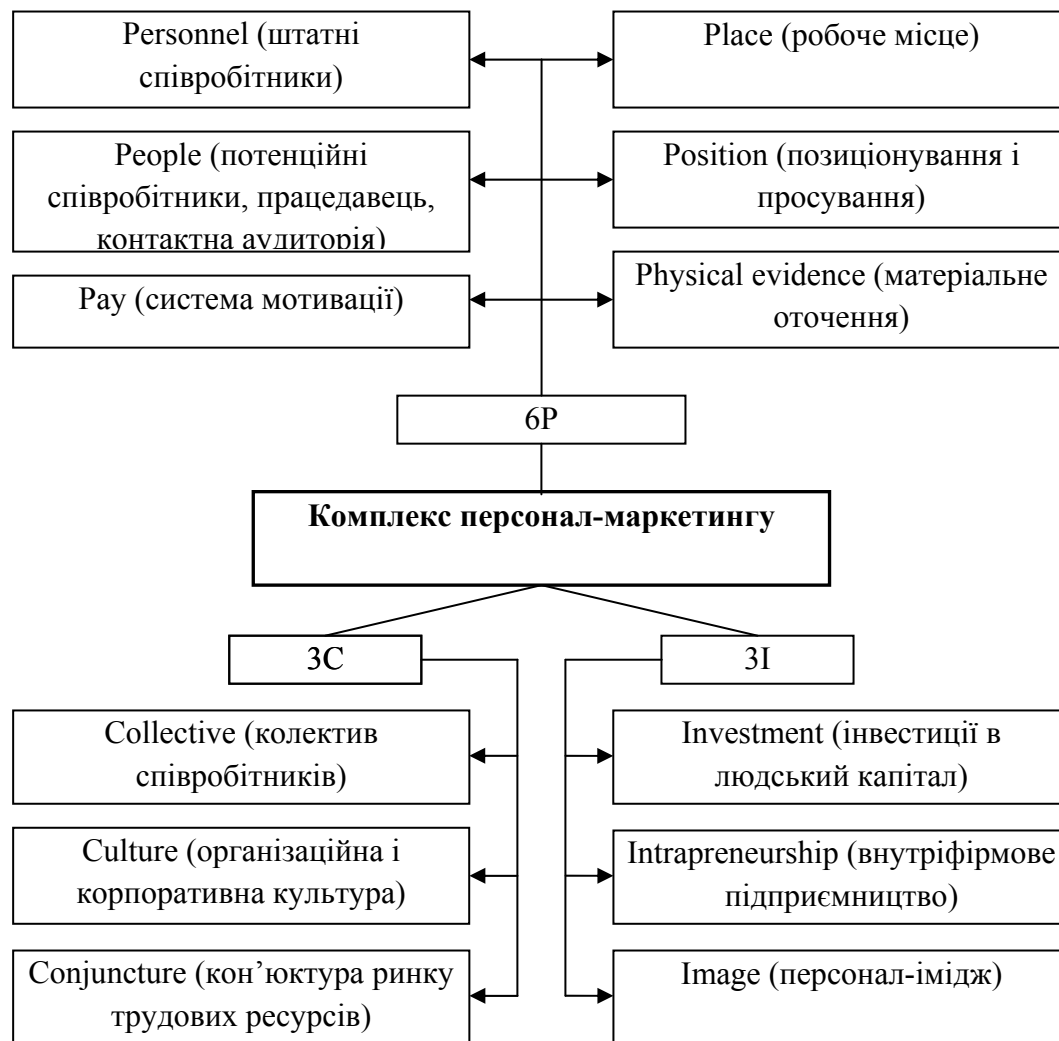 Personnel (штатні
співробітники)
Place (робоче місце)
People (потенційні
співробітники, працедавець,
контактна аудиторія)
Position (позиціонування і
просування)
Pay (система мотивації)
Physical evidence (матеріальне
оточення)
6P
Комплекс персонал-маркетингу
3C
3I
Collective (колектив
співробітників)
Investment (інвестиції в
людський капітал)
Culture (організаційна і
корпоративна культура)
Intrapreneurship (внутріфірмове
підприємництво)
Conjuncture (кон’юктура ринку
трудових ресурсів)
Image (персонал-імідж)